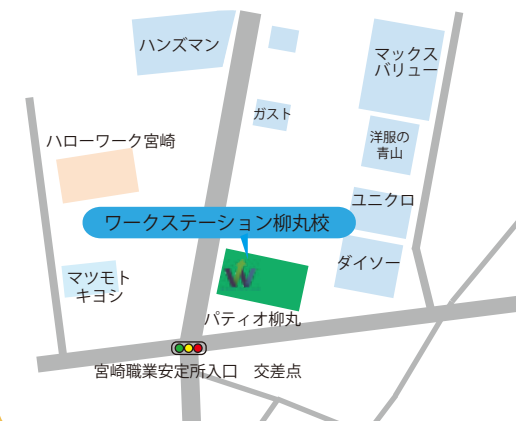 ハンズマン
マックス
バリュー
ガスト
洋服の
青山
ハローワーク宮崎
ユニクロ
ワークステーション柳丸校
ダイソー
マツモト
キヨシ
W
パティオ柳丸
宮崎職業安定所入口 交差点